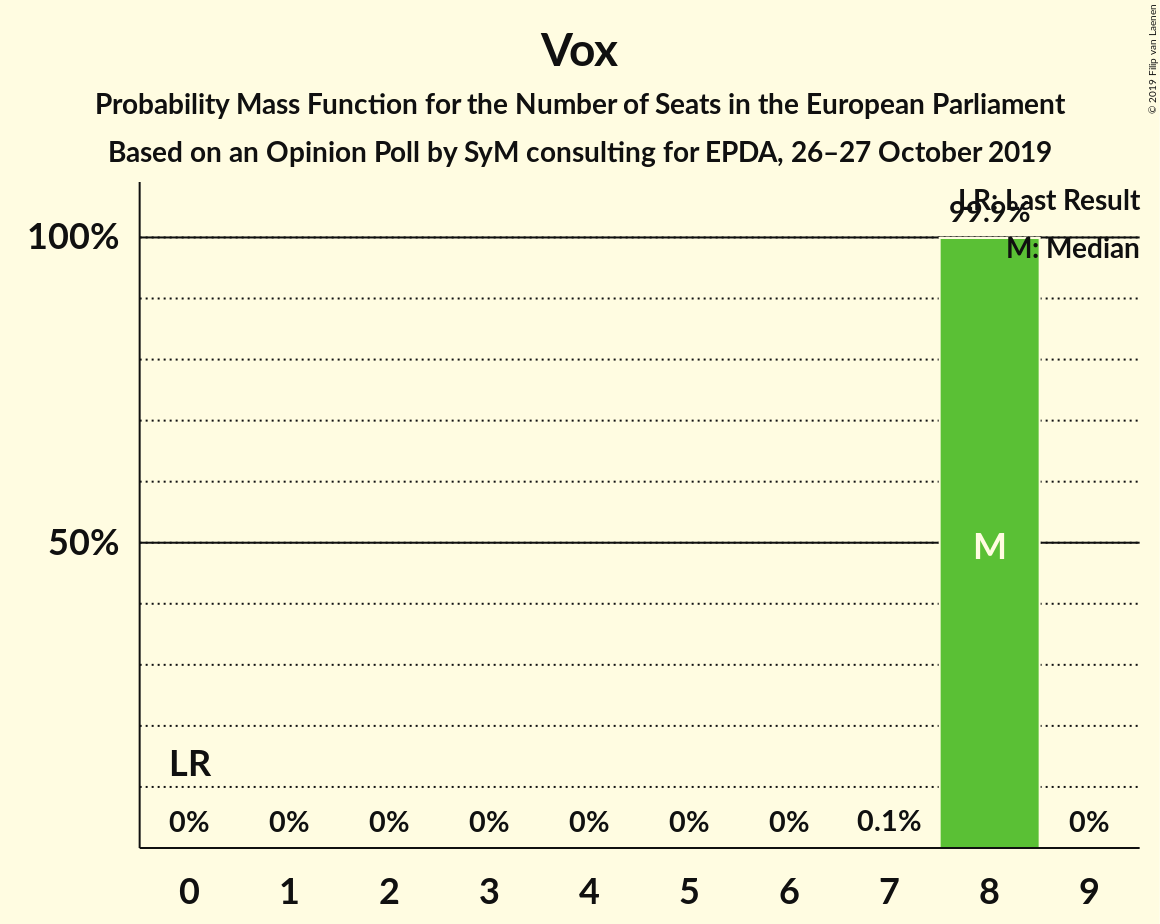 Vox
Probability Mass Function for the Number of Seats in the European Parliament
Based on an Opinion Poll by SyM consulting for EPDA, 26–27 October 2019
© 2019 Filip van Laenen
LR: Last Result
99.9%
100%
M: Median
50%
M
LR
0% 0% 0% 0% 0% 0% 0% 0.1% 0%
0 1 2 3 4 5 6 7 8 9